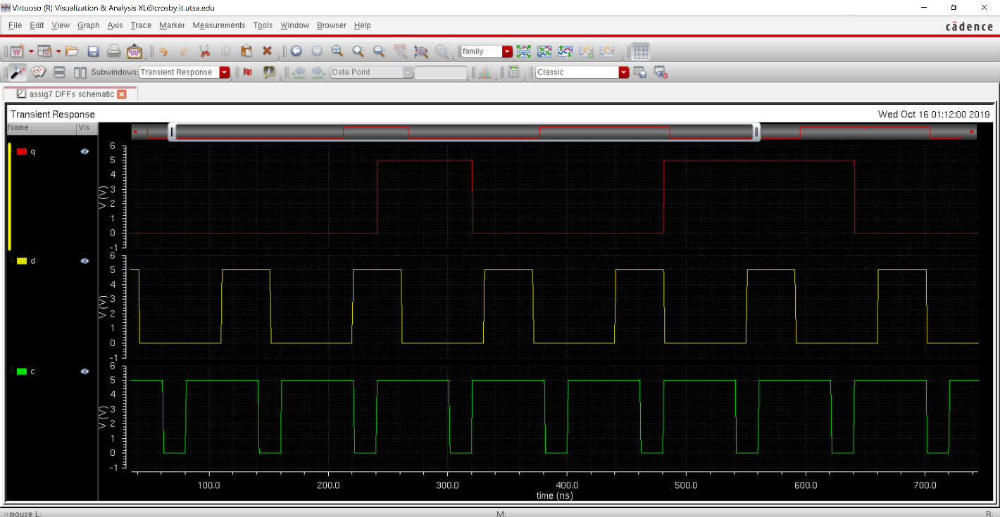 Virtuoso (R) Visualization & Analysis XL@crosby.it.utsa.edu
File Edit View Graph Axis Trace Marker Measurements Tools Window Browser Help
cādence
family
Subwindows: Transient Response
Data Point
Classic
assig7 DFFs schematic
Transient Response
Wed Oct 16 01:12:00 2019
Name Vis
q
V (V)
6
5
4
3
2
1
0
-1
d
V (V)
6
5
4
3
2
1
0
-1
c
V (V)
6
5
4
3
2
1
0
-1
100.0 200.0 300.0 400.0 500.0 600.0 700.0
time (ns)
mouse L: M: R: